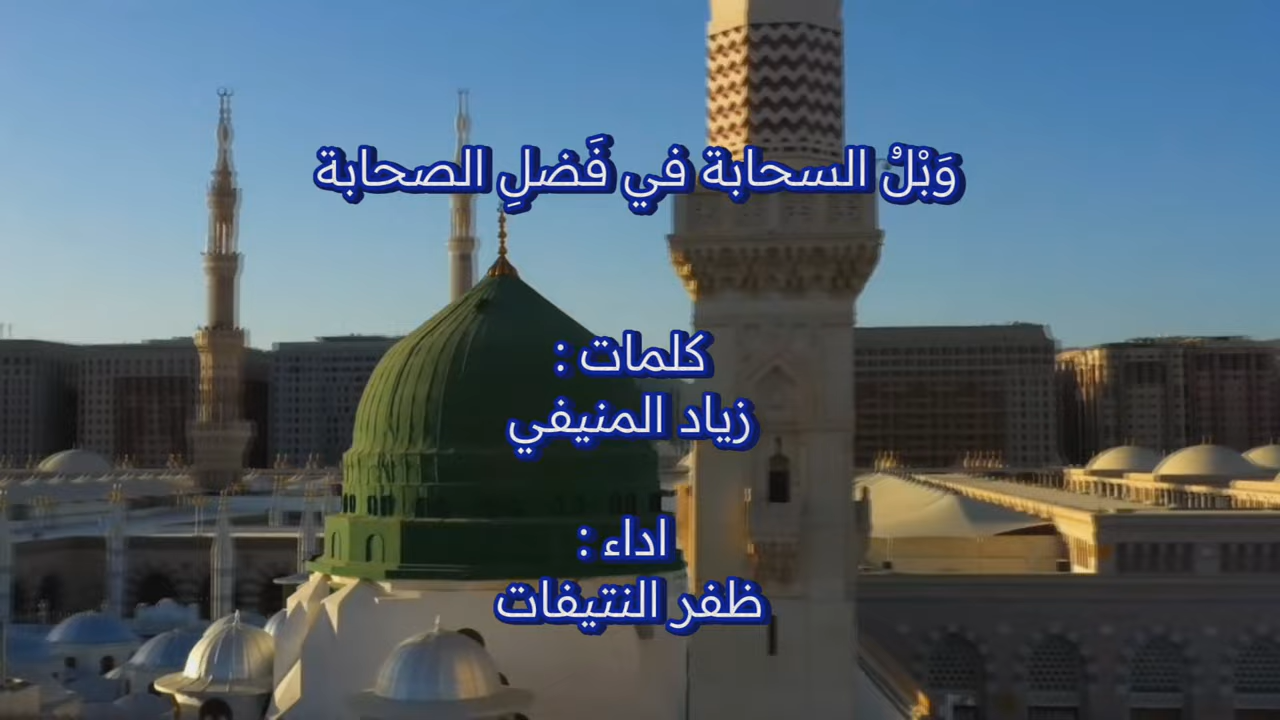 وَبْلُ السحابة في فَضلِ الصحابة
كلمات :
زياد المنيفي
اداء :
ظفر النتيفات